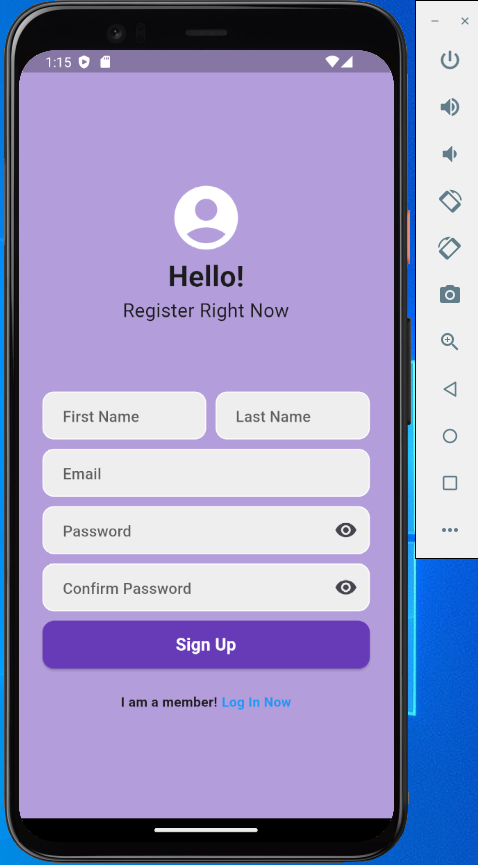 1:15
Hello!
Register Right Now
First Name Last Name
Email
Password
Confirm Password
Sign Up
I am a member! Log In Now